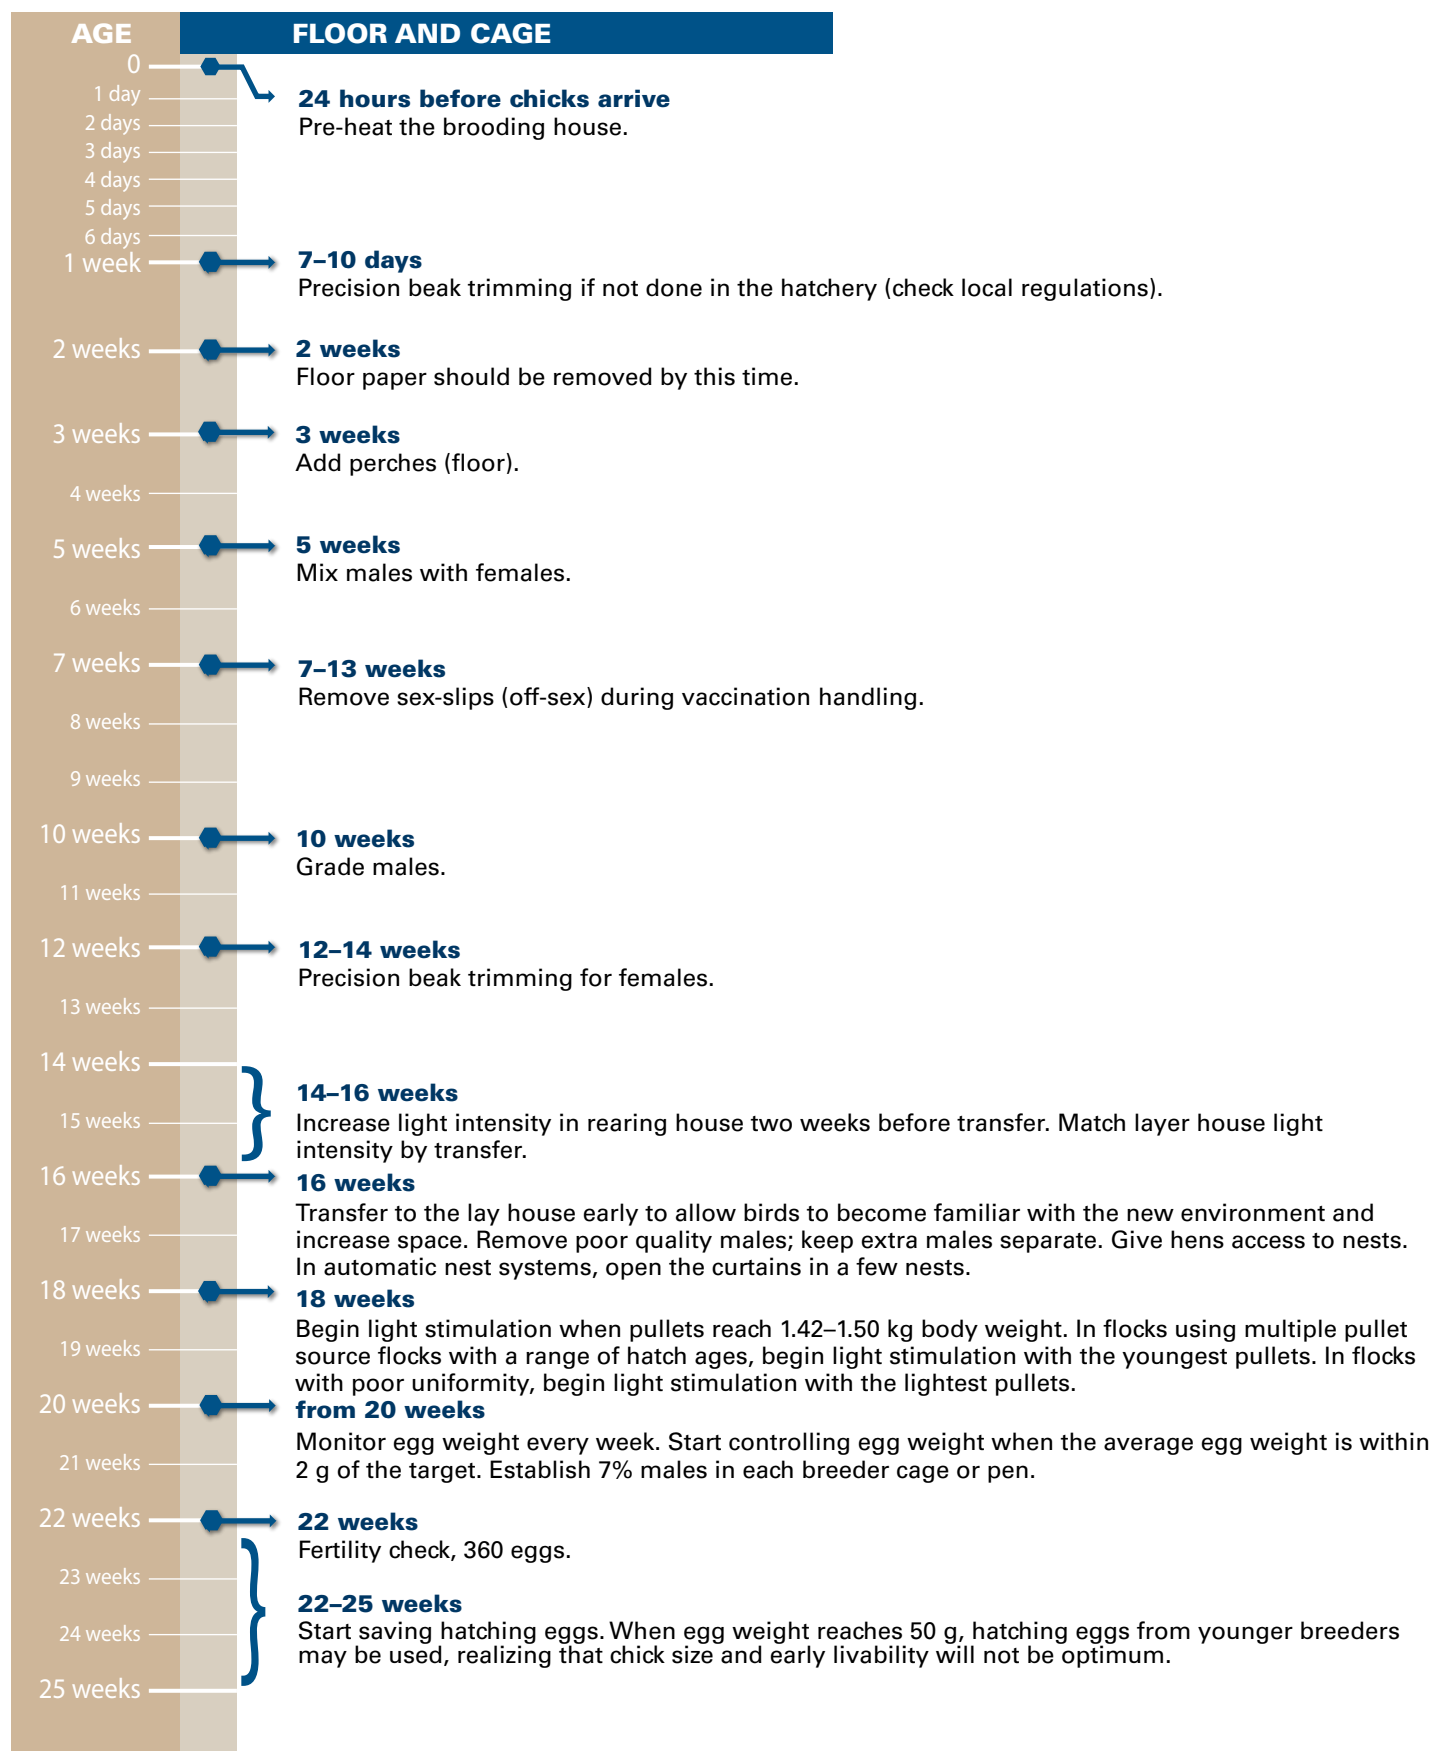 AGE FLOOR AND CAGE
0
24 hours before chicks arrive
1 day
Pre-heat the brooding house.
2 days
3 days
4 days
5 days
6 days
1 week
7–10 days
Precision beak trimming if not done in the hatchery (check local regulations).
2 weeks
2 weeks
Floor paper should be removed by this time.
3 weeks
3 weeks
Add perches (floor).
4 weeks
5 weeks
5 weeks
Mix males with females.
6 weeks
7 weeks
7–13 weeks
Remove sex-slips (off-sex) during vaccination handling.
8 weeks
9 weeks
10 weeks
10 weeks
Grade males.
11 weeks
12 weeks
12–14 weeks
Precision beak trimming for females.
13 weeks
14 weeks
14–16 weeks
Increase light intensity in rearing house two weeks before transfer. Match layer house light
intensity by transfer.
15 weeks
16 weeks
16 weeks
Transfer to the lay house early to allow birds to become familiar with the new environment and
increase space. Remove poor quality males; keep extra males separate. Give hens access to nests.
In automatic nest systems, open the curtains in a few nests.
17 weeks
18 weeks
18 weeks
Begin light stimulation when pullets reach 1.42–1.50 kg body weight. In flocks using multiple pullet
source flocks with a range of hatch ages, begin light stimulation with the youngest pullets. In flocks
with poor uniformity, begin light stimulation with the lightest pullets.
19 weeks
20 weeks
from 20 weeks
Monitor egg weight every week. Start controlling egg weight when the average egg weight is within
2 g of the target. Establish 7% males in each breeder cage or pen.
21 weeks
22 weeks
22 weeks
Fertility check, 360 eggs.
23 weeks
22–25 weeks
Start saving hatching eggs. When egg weight reaches 50 g, hatching eggs from younger breeders
may be used, realizing that chick size and early livability will not be optimum.
24 weeks
25 weeks